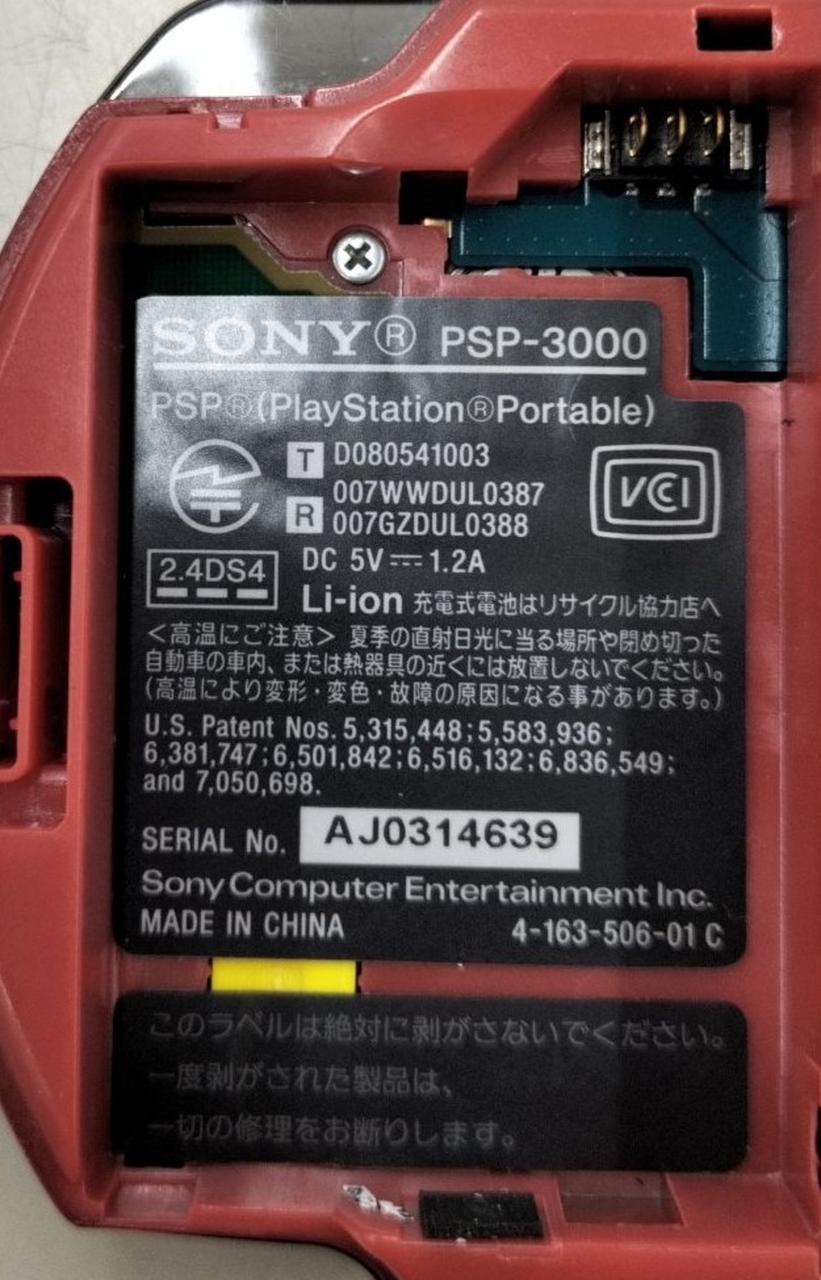 SONY® PSP-3000
PSP®(PlayStation®Portable)
T D080541003
R 007WWDUL0387
007GZDUL0388
VCI
2.4DS4
DC 5V⎓1.2A
Li-ion 充電式電池はリサイクル協力店へ
<高温にご注意> 夏季の直射日光に当る場所や閉め切った
自動車の車内、または熱器具の近くには放置しないでください。
(高温により変形・変色・故障の原因になる事があります。)
U.S. Patent Nos. 5,315,448;5,583,936;
6,381,747;6,501,842;6,516,132;6,836,549;
and 7,050,698.
SERIAL No. AJ0314639
Sony Computer Entertainment Inc.
MADE IN CHINA 4-163-506-01 C
このラベルは絶対に剥がさないでください。
一度剥がされた製品は、
一切の修理をお断りします。